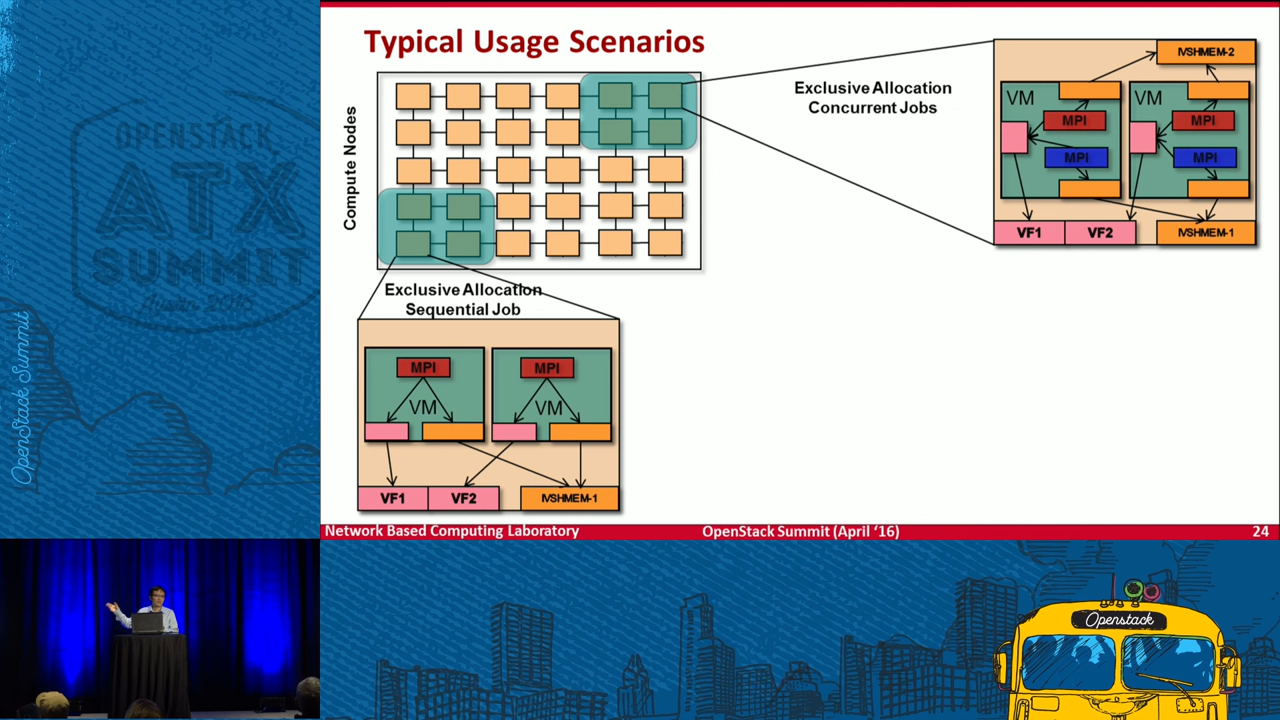 Typical Usage Scenarios
Compute Nodes
Exclusive Allocation
Concurrent Jobs
IVSHMEM-2
VM
VM
MPI
MPI
MPI
MPI
VF1
VF2
IVSHMEM-1
Exclusive Allocation
Sequential Job
MPI
MPI
VM
VM
VF1
VF2
IVSHMEM-1
Network Based Computing Laboratory
OpenStack Summit (April ‘16)
24
OPENSTACK
ATX
SUMMIT
OpenStack Summit
Openstack